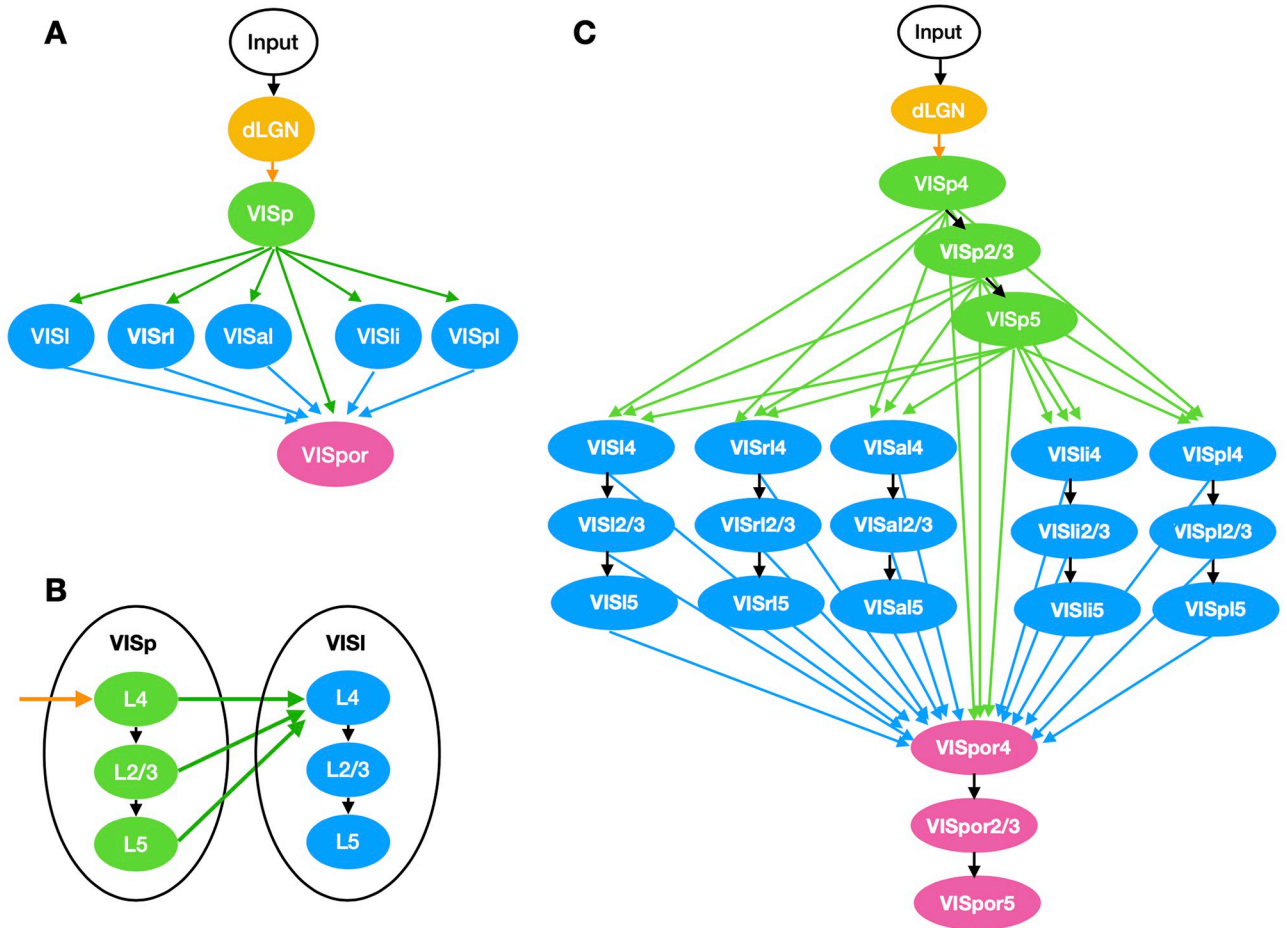 A
Input
dLGN
VISp
VISl
VISrl
VISal
VISli
VISpl
VISpor
B
VISp
VISl
L4
L4
L2/3
L2/3
L5
L5
C
Input
dLGN
VISp4
VISp2/3
VISp5
VISl4
VISrl4
VISal4
VISli4
VISpl4
VISl2/3
VISrl2/3
VISal2/3
VISli2/3
VISpl2/3
VISl5
VISrl5
VISal5
VISli5
VISpl5
VISpor4
VISpor2/3
VISpor5